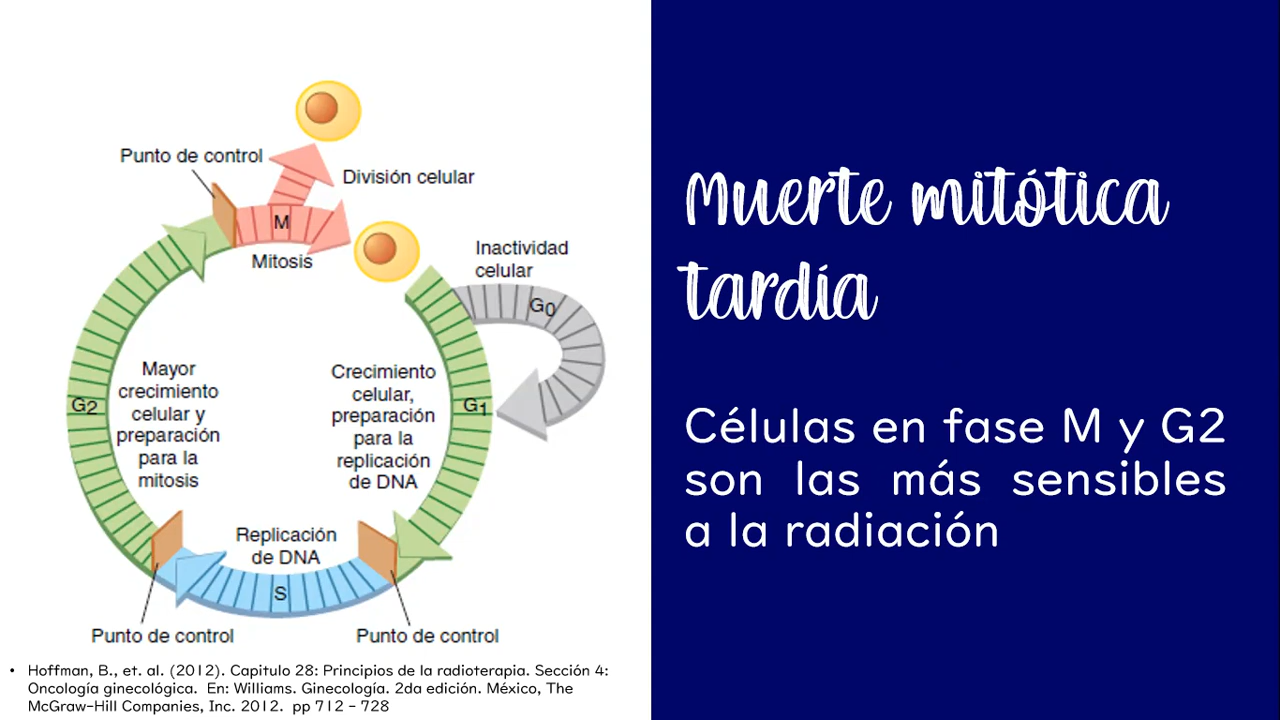 Punto de control
División celular
M
Mitosis
Inactividad
celular
G0
Mayor
crecimiento
celular y
preparación
para la
mitosis
G2
Crecimiento
celular,
preparación
para la
replicación
de DNA
G1
Replicación
de DNA
S
Punto de control
Punto de control
• Hoffman, B., et. al. (2012). Capitulo 28: Principios de la radioterapia. Sección 4:
Oncología ginecológica. En: Williams. Ginecología. 2da edición. México, The
McGraw-Hill Companies, Inc. 2012. pp 712 - 728
Muerte mitótica
tardía
Células en fase M y G2
son las más sensibles
a la radiación